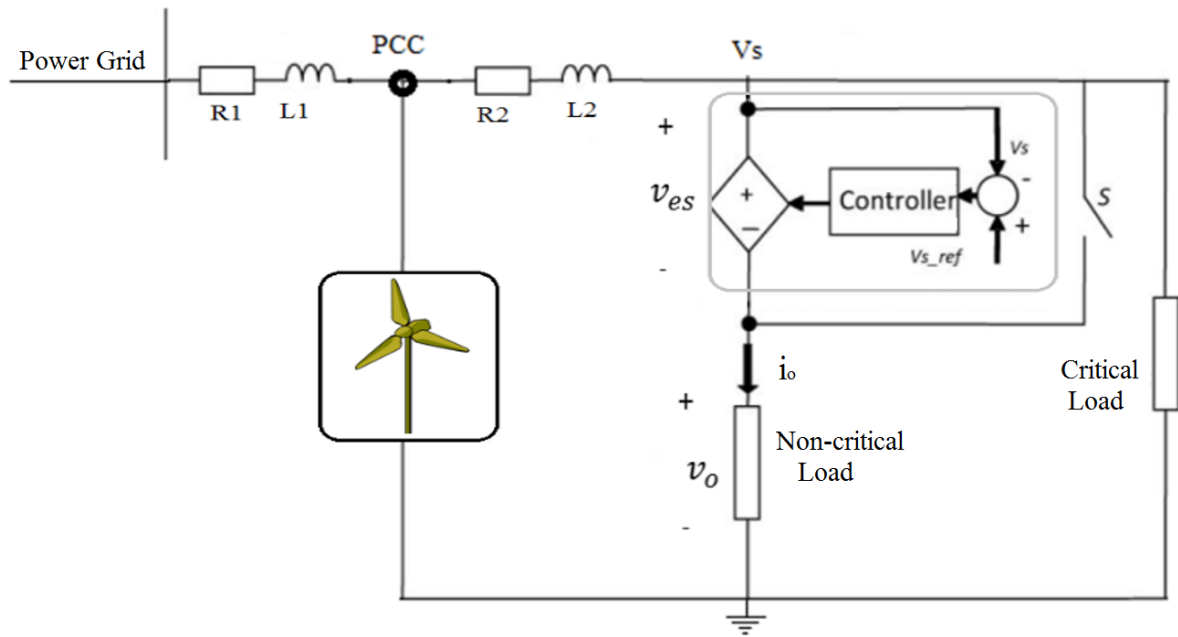 Power Grid
R1
L1
PCC
R2
L2
Vs
+
v_es
-
+
−
Controller
Vs
-
+
Vs_ref
S
i_o
+
v_o
-
Non-critical
Load
Critical
Load